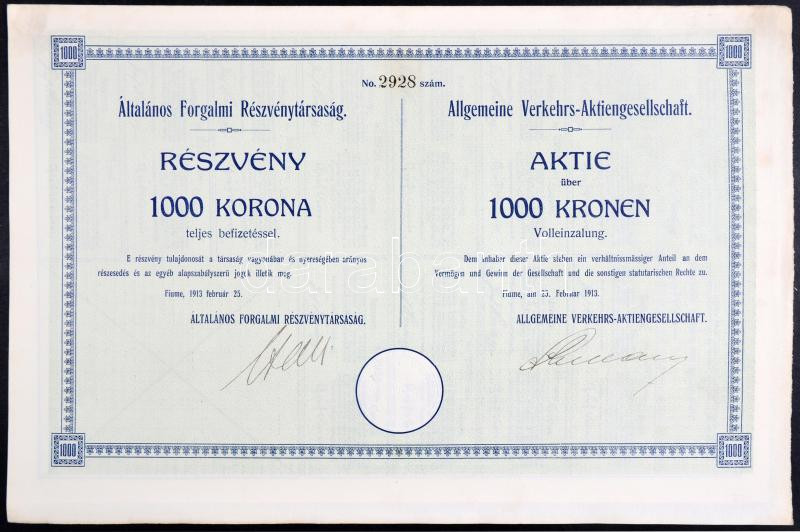 1000
1000
No. 2928 szám.
Általános Forgalmi Részvénytársaság.
RÉSZVÉNY
1000 KORONA
teljes befizetéssel.
E részvény tulajdonosát a társaság vagyonában és nyereségében arányos
részesedés és az egyéb alapszabályszerű jogok illetik meg.
Fiume, 1913 február 25.
ÁLTALÁNOS FORGALMI RÉSZVÉNYTÁRSASÁG.
Allgemeine Verkehrs-Aktiengesellschaft.
AKTIE
über
1000 KRONEN
Volleinzalung.
Dem Anhaber dieser Aktie stehen ein verhältnissmässiger Anteil an dem
Vermögen und Gewinn der Gesellschaft und die sonstigen statutarischen Rechte zu.
Fiume, am 25. Februar 1913.
ALLGEMEINE VERKEHRS-AKTIENGESELLSCHAFT.
darabanth
1000
1000